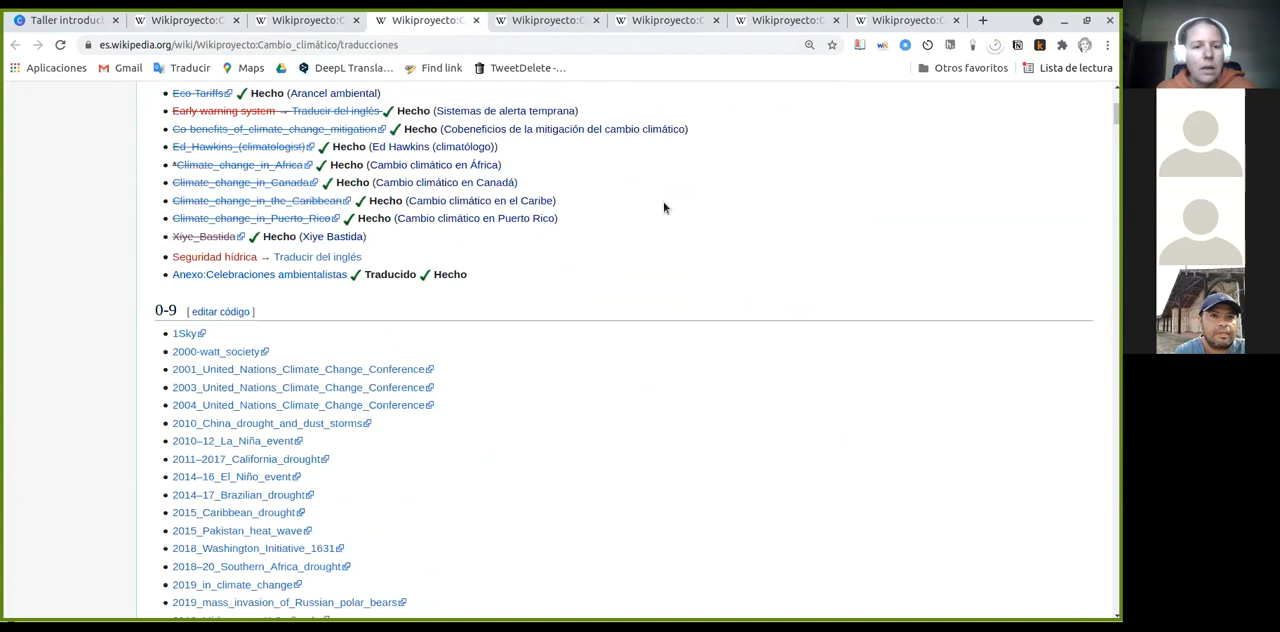 Taller introduct
Wikiproyecto:C
Wikiproyecto:C
Wikiproyecto:C
Wikiproyecto:C
Wikiproyecto:C
Wikiproyecto:C
Wikiproyecto:C
es.wikipedia.org/wiki/Wikiproyecto:Cambio_climático/traducciones
Aplicaciones Gmail Traducir Maps DeepL Transla... Find link TweetDelete -... Otros favoritos Lista de lectura
Eco-Tariffs Hecho (Arancel ambiental)
Early warning system → Traducir del inglés Hecho (Sistemas de alerta temprana)
Co-benefits_of_climate_change_mitigation Hecho (Cobeneficios de la mitigación del cambio climático)
Ed_Hawkins_(climatologist) Hecho (Ed Hawkins (climatólogo))
*Climate_change_in_Africa Hecho (Cambio climático en África)
Climate_change_in_Canada Hecho (Cambio climático en Canadá)
Climate_change_in_the_Caribbean Hecho (Cambio climático en el Caribe)
Climate_change_in_Puerto_Rico Hecho (Cambio climático en Puerto Rico)
Xiye_Bastida Hecho (Xiye Bastida)
Seguridad hídrica → Traducir del inglés
Anexo:Celebraciones ambientalistas Traducido Hecho
0-9 [ editar código ]
1Sky
2000-watt_society
2001_United_Nations_Climate_Change_Conference
2003_United_Nations_Climate_Change_Conference
2004_United_Nations_Climate_Change_Conference
2010_China_drought_and_dust_storms
2010–12_La_Niña_event
2011–2017_California_drought
2014–16_El_Niño_event
2014–17_Brazilian_drought
2015_Caribbean_drought
2015_Pakistan_heat_wave
2018_Washington_Initiative_1631
2018–20_Southern_Africa_drought
2019_in_climate_change
2019_mass_invasion_of_Russian_polar_bears